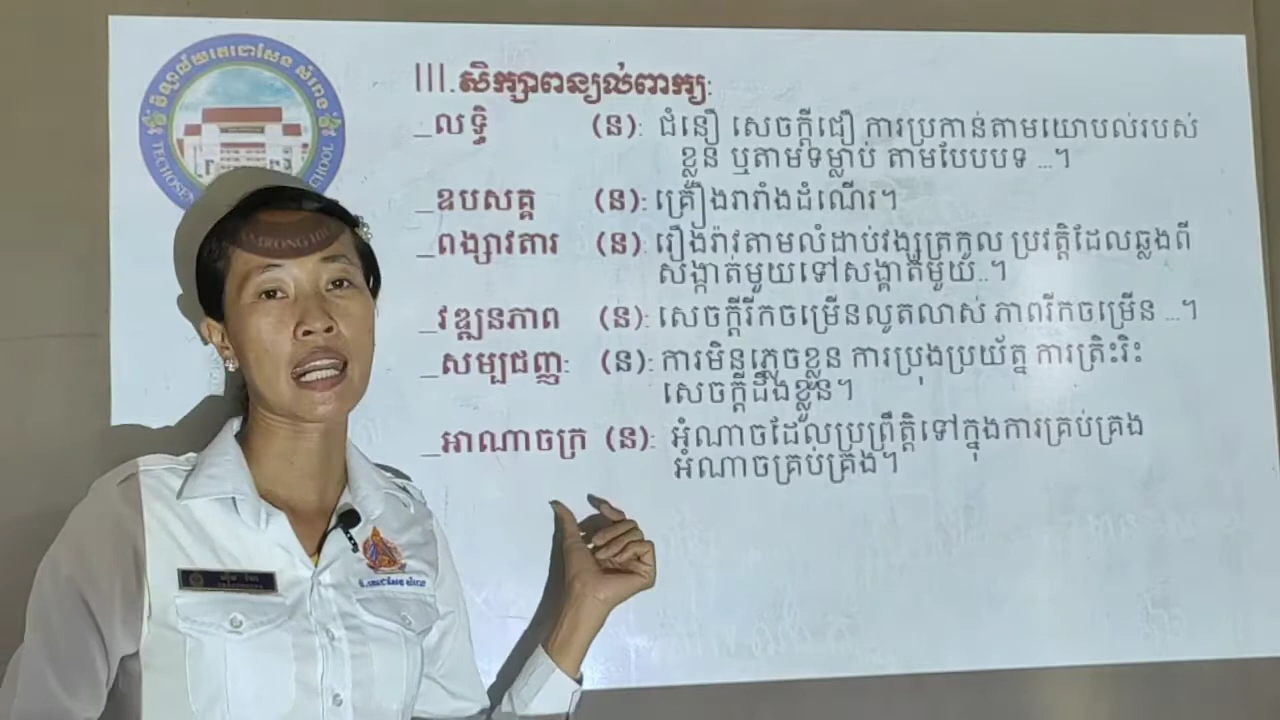 វិទ្យាល័យតេជោសែន សំរោង
III.សិក្សាពន្យល់ពាក្យ:
_លទ្ធិ (ន): ជំនឿ សេចក្ដីជឿ ការប្រកាន់តាមយោបល់របស់
ខ្លួន ឬតាមទម្លាប់ តាមបែបបទ ...។
_ឧបសគ្គ (ន): គ្រឿងរារាំងដំណើរ។
_ពង្សាវតារ (ន): រឿងរ៉ាវតាមលំដាប់វង្សត្រកូល ប្រវត្តិដែលឆ្លងពី
សង្កាត់មួយទៅសង្កាត់មួយ..។
_វឌ្ឍនភាព (ន): សេចក្ដីរីកចម្រើនលូតលាស់ ភាពរីកចម្រើន ...។
_សម្បជញ្ញ: (ន): ការមិនភ្លេចខ្លួន ការប្រុងប្រយ័ត្ន ការត្រិះរិះ
សេចក្ដីដឹងខ្លួន។
_អាណាចក្រ (ន): អំណាចដែលប្រព្រឹត្តិទៅក្នុងការគ្រប់គ្រង
អំណាចគ្រប់គ្រង។